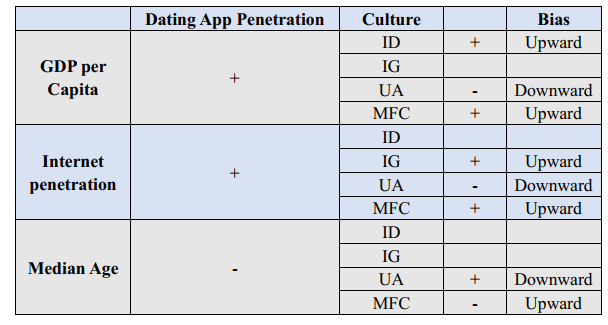 Dating App Penetration Culture Bias
GDP per Capita + ID + Upward
IG
UA - Downward
MFC + Upward
Internet penetration + ID
IG + Upward
UA - Downward
MFC + Upward
Median Age - ID
IG
UA + Downward
MFC - Upward